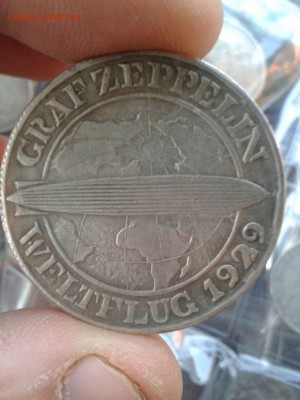 GRAF ZEPPELIN
WELTFLUG 1929